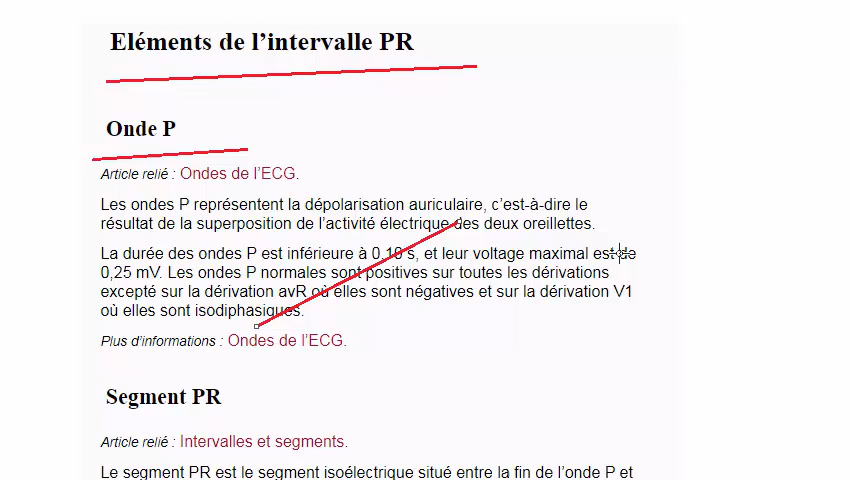 Eléments de l’intervalle PR
Onde P
Article relié : Ondes de l’ECG.
Les ondes P représentent la dépolarisation auriculaire, c’est-à-dire le
résultat de la superposition de l’activité électrique des deux oreillettes.
La durée des ondes P est inférieure à 0,10 s, et leur voltage maximal est de
0,25 mV. Les ondes P normales sont positives sur toutes les dérivations
excepté sur la dérivation avR où elles sont négatives et sur la dérivation V1
où elles sont isodiphasiques.
Plus d’informations : Ondes de l’ECG.
Segment PR
Article relié : Intervalles et segments.
Le segment PR est le segment isoélectrique situé entre la fin de l’onde P et